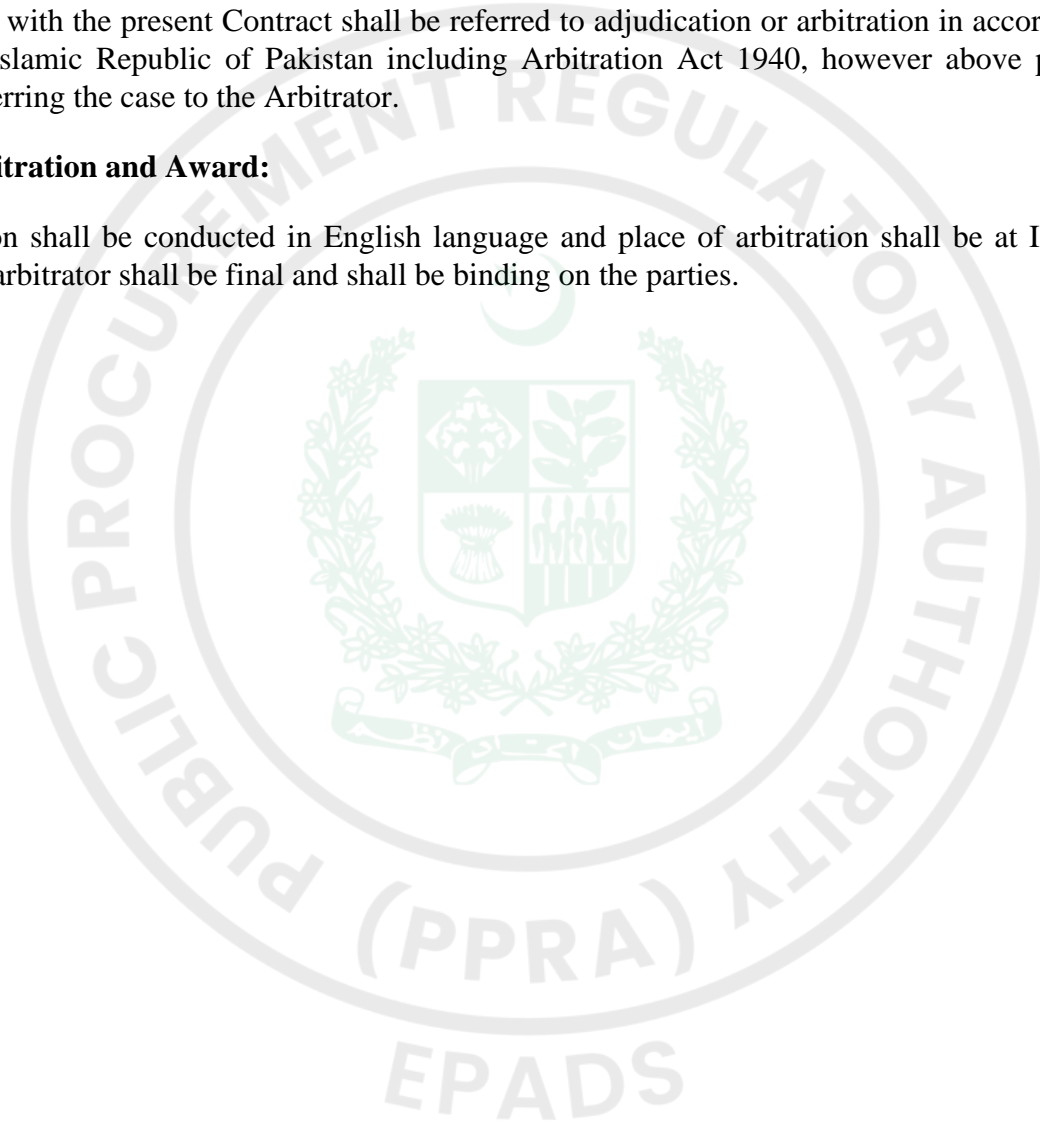 with the present Contract shall be referred to adjudication or arbitration in accor
slamic Republic of Pakistan including Arbitration Act 1940, however above p
erring the case to the Arbitrator.
itration and Award:
on shall be conducted in English language and place of arbitration shall be at I
arbitrator shall be final and shall be binding on the parties.
PUBLIC PROCUREMENT REGULATORY AUTHORITY
(PPRA)
EPADS